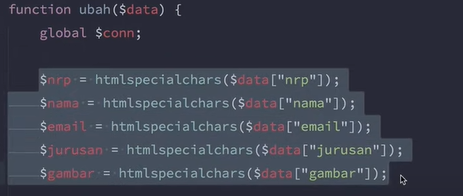 function ubah($data) {
global $conn;
$nrp = htmlspecialchars($data["nrp"]);
$nama = htmlspecialchars($data["nama"]);
$email = htmlspecialchars($data["email"]);
$jurusan = htmlspecialchars($data["jurusan"]);
$gambar = htmlspecialchars($data["gambar"]);